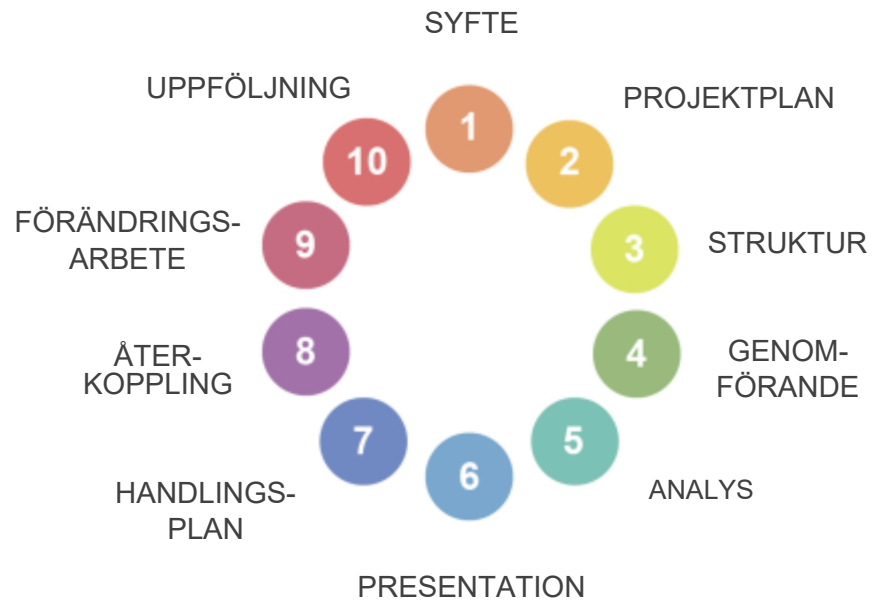 SYFTE
1
PROJEKTPLAN
2
STRUKTUR
3
GENOM-
FÖRANDE
4
ANALYS
5
PRESENTATION
6
HANDLINGS-
PLAN
7
ÅTER-
KOPPLING
8
FÖRÄNDRINGS-
ARBETE
9
UPPFÖLJNING
10